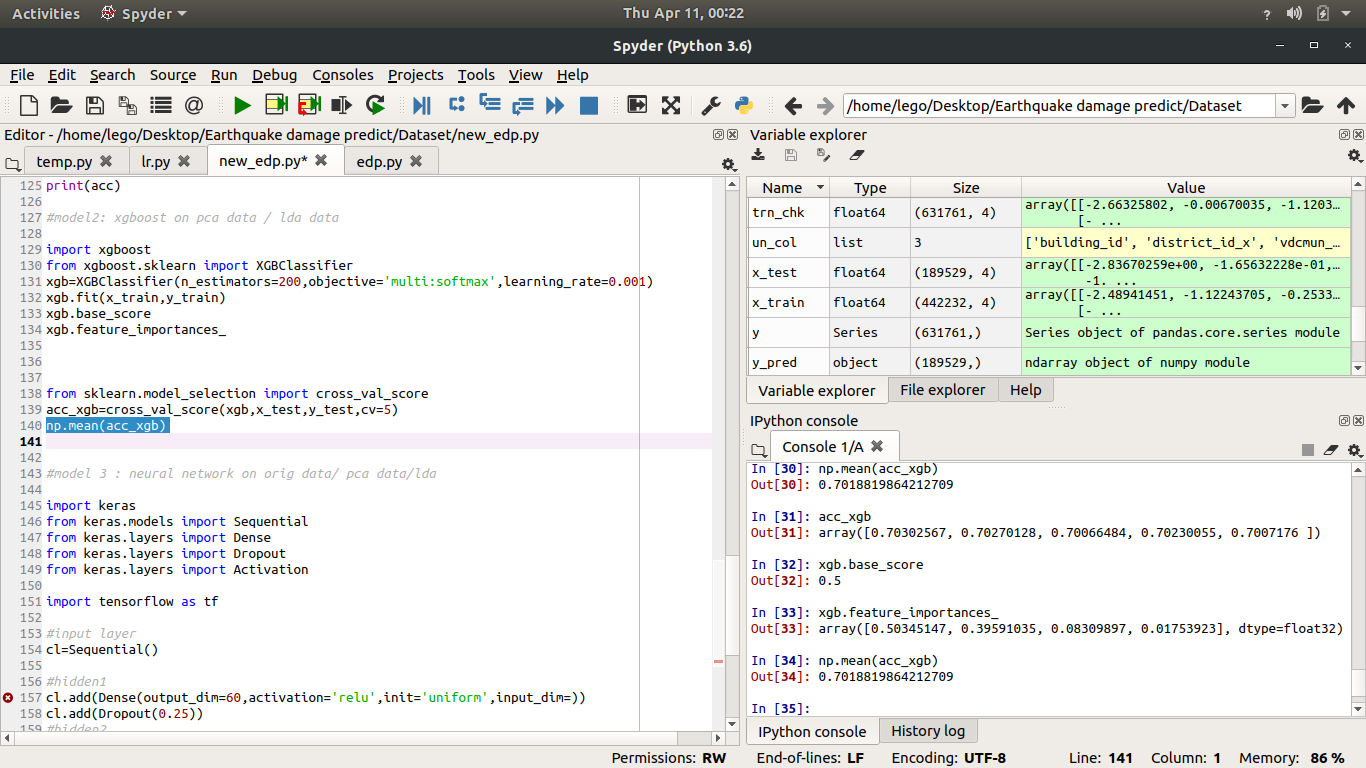 Activities Spyder Thu Apr 11, 00:22 ?
Spyder (Python 3.6)
File Edit Search Source Run Debug Consoles Projects Tools View Help
/home/lego/Desktop/Earthquake damage predict/Dataset
Editor - /home/lego/Desktop/Earthquake damage predict/Dataset/new_edp.py
temp.py lr.py new_edp.py* edp.py
125 print(acc)
126
127 #model2: xgboost on pca data / lda data
128
129 import xgboost
130 from xgboost.sklearn import XGBClassifier
131 xgb=XGBClassifier(n_estimators=200,objective='multi:softmax',learning_rate=0.001)
132 xgb.fit(x_train,y_train)
133 xgb.base_score
134 xgb.feature_importances_
135
136
137
138 from sklearn.model_selection import cross_val_score
139 acc_xgb=cross_val_score(xgb,x_test,y_test,cv=5)
140 np.mean(acc_xgb)
141
142
143 #model 3 : neural network on orig data/ pca data/lda
144
145 import keras
146 from keras.models import Sequential
147 from keras.layers import Dense
148 from keras.layers import Dropout
149 from keras.layers import Activation
150
151 import tensorflow as tf
152
153 #input layer
154 cl=Sequential()
155
156 #hidden1
157 cl.add(Dense(output_dim=60,activation='relu',init='uniform',input_dim=))
158 cl.add(Dropout(0.25))
159 #hidden2
Variable explorer
Name Type Size Value
trn_chk float64 (631761, 4) array([[-2.66325802, -0.00670035, -1.1203…
[- ...
un_col list 3 ['building_id', 'district_id_x', 'vdcmun_…
x_test float64 (189529, 4) array([[-2.83670259e+00, -1.65632228e-01,…
-1. ...
x_train float64 (442232, 4) array([[-2.48941451, -1.12243705, -0.2533…
[- ...
y Series (631761,) Series object of pandas.core.series module
y_pred object (189529,) ndarray object of numpy module
Variable explorer File explorer Help
IPython console
Console 1/A
In [30]: np.mean(acc_xgb)
Out[30]: 0.7018819864212709
In [31]: acc_xgb
Out[31]: array([0.70302567, 0.70270128, 0.70066484, 0.70230055, 0.7007176 ])
In [32]: xgb.base_score
Out[32]: 0.5
In [33]: xgb.feature_importances_
Out[33]: array([0.50345147, 0.39591035, 0.08309897, 0.01753923], dtype=float32)
In [34]: np.mean(acc_xgb)
Out[34]: 0.7018819864212709
In [35]:
IPython console History log
Permissions: RW End-of-lines: LF Encoding: UTF-8 Line: 141 Column: 1 Memory: 86 %